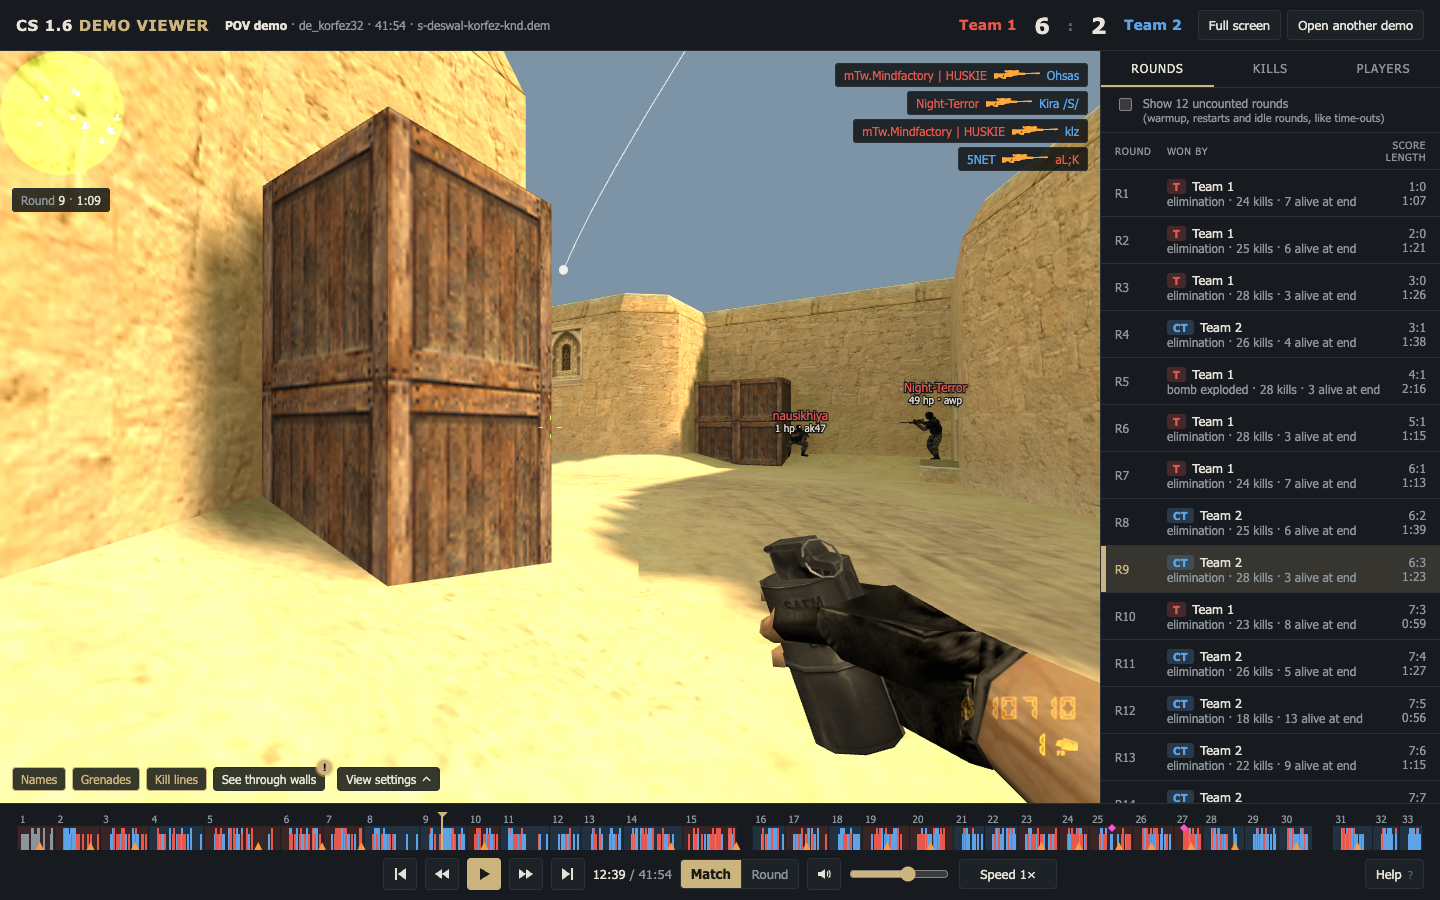 CS 1.6 DEMO VIEWER
POV demo · de_korfez32 · 41:54 · s-deswal-korfez-knd.dem
Team 1 6 : 2 Team 2
Full screen
Open another demo
mTw.Mindfactory | HUSKIE Ohsas
Night-Terror Kira /S/
mTw.Mindfactory | HUSKIE klz
5NET aL;K
Round 9 · 1:09
Night-Terror
49 hp · awp
nausikhiya
1 hp · ak47
Names
Grenades
Kill lines
See through walls
!
View settings
ROUNDS
KILLS
PLAYERS
Show 12 uncounted rounds
(warmup, restarts and idle rounds, like time-outs)
ROUND WON BY SCORE
LENGTH
R1 T Team 1 1:0
elimination · 24 kills · 7 alive at end 1:07
R2 T Team 1 2:0
elimination · 25 kills · 6 alive at end 1:21
R3 T Team 1 3:0
elimination · 28 kills · 3 alive at end 1:26
R4 CT Team 2 3:1
elimination · 26 kills · 4 alive at end 1:38
R5 T Team 1 4:1
bomb exploded · 28 kills · 3 alive at end 2:16
R6 T Team 1 5:1
elimination · 28 kills · 3 alive at end 1:15
R7 T Team 1 6:1
elimination · 24 kills · 7 alive at end 1:13
R8 CT Team 2 6:2
elimination · 25 kills · 6 alive at end 1:39
R9 CT Team 2 6:3
elimination · 28 kills · 3 alive at end 1:23
R10 T Team 1 7:3
elimination · 23 kills · 8 alive at end 0:59
R11 CT Team 2 7:4
elimination · 26 kills · 5 alive at end 1:27
R12 CT Team 2 7:5
elimination · 18 kills · 13 alive at end 0:56
R13 CT Team 2 7:6
elimination · 22 kills · 9 alive at end 1:15
CT Team 2 7:7
1 2 3 4 5 6 7 8 9 10 11 12 13 14 15 16 17 18 19 20 21 22 23 24 25 26 27 28 29 30 31 32 33
12:39 / 41:54
Match
Round
Speed 1×
Help ?